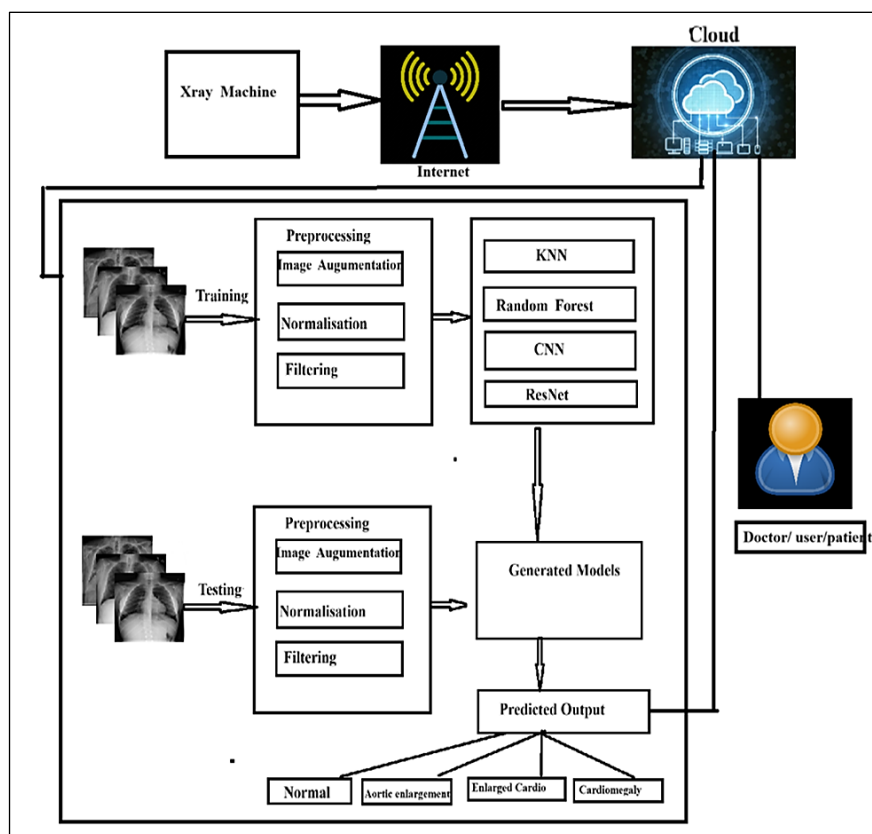 Cloud
Xray Machine
Internet
Preprocessing
Image Augumentation
Training
Normalisation
Filtering
KNN
Random Forest
CNN
ResNet
Doctor/ user/patient
Preprocessing
Image Augumentation
Testing
Normalisation
Filtering
Generated Models
Predicted Output
Normal
Aortic enlargement
Enlarged Cardio
Cardiomegaly